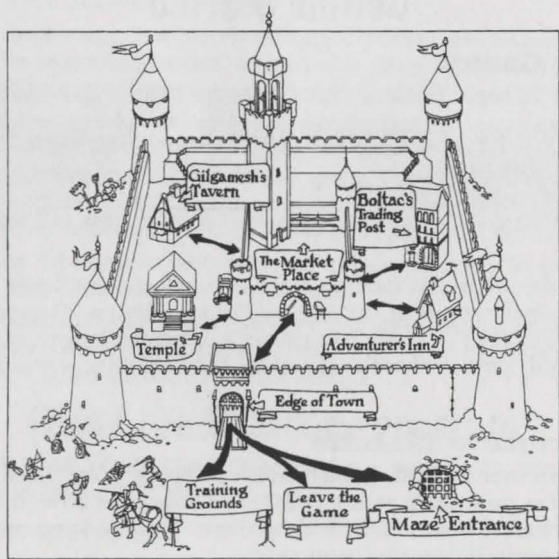 Gilgamesh's
Tavern
Boltac's
Trading
Post
The Market
Place
Temple
Adventurer's Inn
Edge of Town
Training
Grounds
Leave the
Game
Maze Entrance